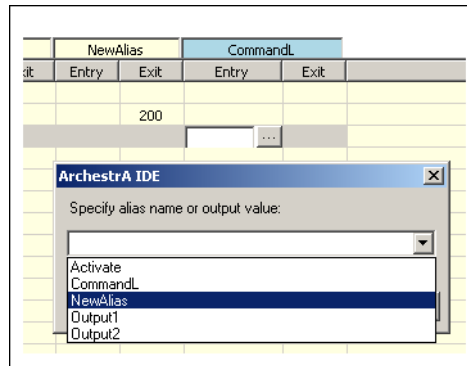 NewAlias CommandL
xit Entry Exit Entry Exit
200
...
ArchestrA IDE
Specify alias name or output value:
Activate
CommandL
NewAlias
Output1
Output2